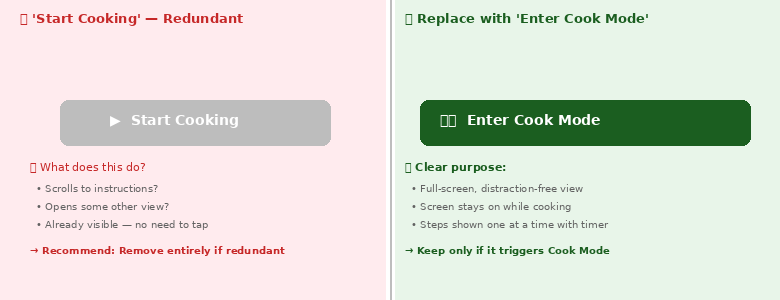 'Start Cooking' — Redundant
▶ Start Cooking
What does this do?
• Scrolls to instructions?
• Opens some other view?
• Already visible — no need to tap
→ Recommend: Remove entirely if redundant
Replace with 'Enter Cook Mode'
Enter Cook Mode
Clear purpose:
• Full-screen, distraction-free view
• Screen stays on while cooking
• Steps shown one at a time with timer
→ Keep only if it triggers Cook Mode